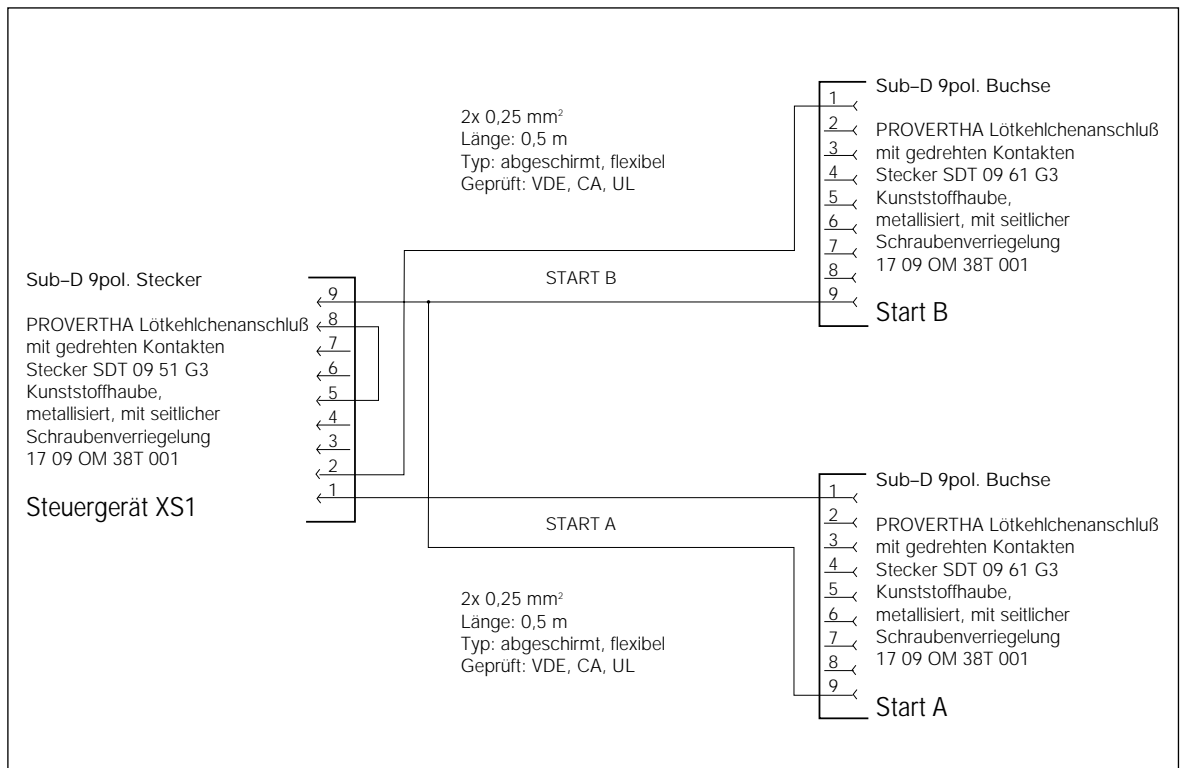 Sub–D 9pol. Buchse
1
2
3
4
5
6
7
8
9
PROVERTHA Lötkehlchenanschluß
mit gedrehten Kontakten
Stecker SDT 09 61 G3
Kunststoffhaube,
metallisiert, mit seitlicher
Schraubenverriegelung
17 09 OM 38T 001
Start B
2x 0,25 mm²
Länge: 0,5 m
Typ: abgeschirmt, flexibel
Geprüft: VDE, CA, UL
START B
Sub–D 9pol. Stecker
PROVERTHA Lötkehlchenanschluß
mit gedrehten Kontakten
Stecker SDT 09 51 G3
Kunststoffhaube,
metallisiert, mit seitlicher
Schraubenverriegelung
17 09 OM 38T 001
Steuergerät XS1
9
8
7
6
5
4
3
2
1
START A
2x 0,25 mm²
Länge: 0,5 m
Typ: abgeschirmt, flexibel
Geprüft: VDE, CA, UL
Sub–D 9pol. Buchse
1
2
3
4
5
6
7
8
9
PROVERTHA Lötkehlchenanschluß
mit gedrehten Kontakten
Stecker SDT 09 61 G3
Kunststoffhaube,
metallisiert, mit seitlicher
Schraubenverriegelung
17 09 OM 38T 001
Start A